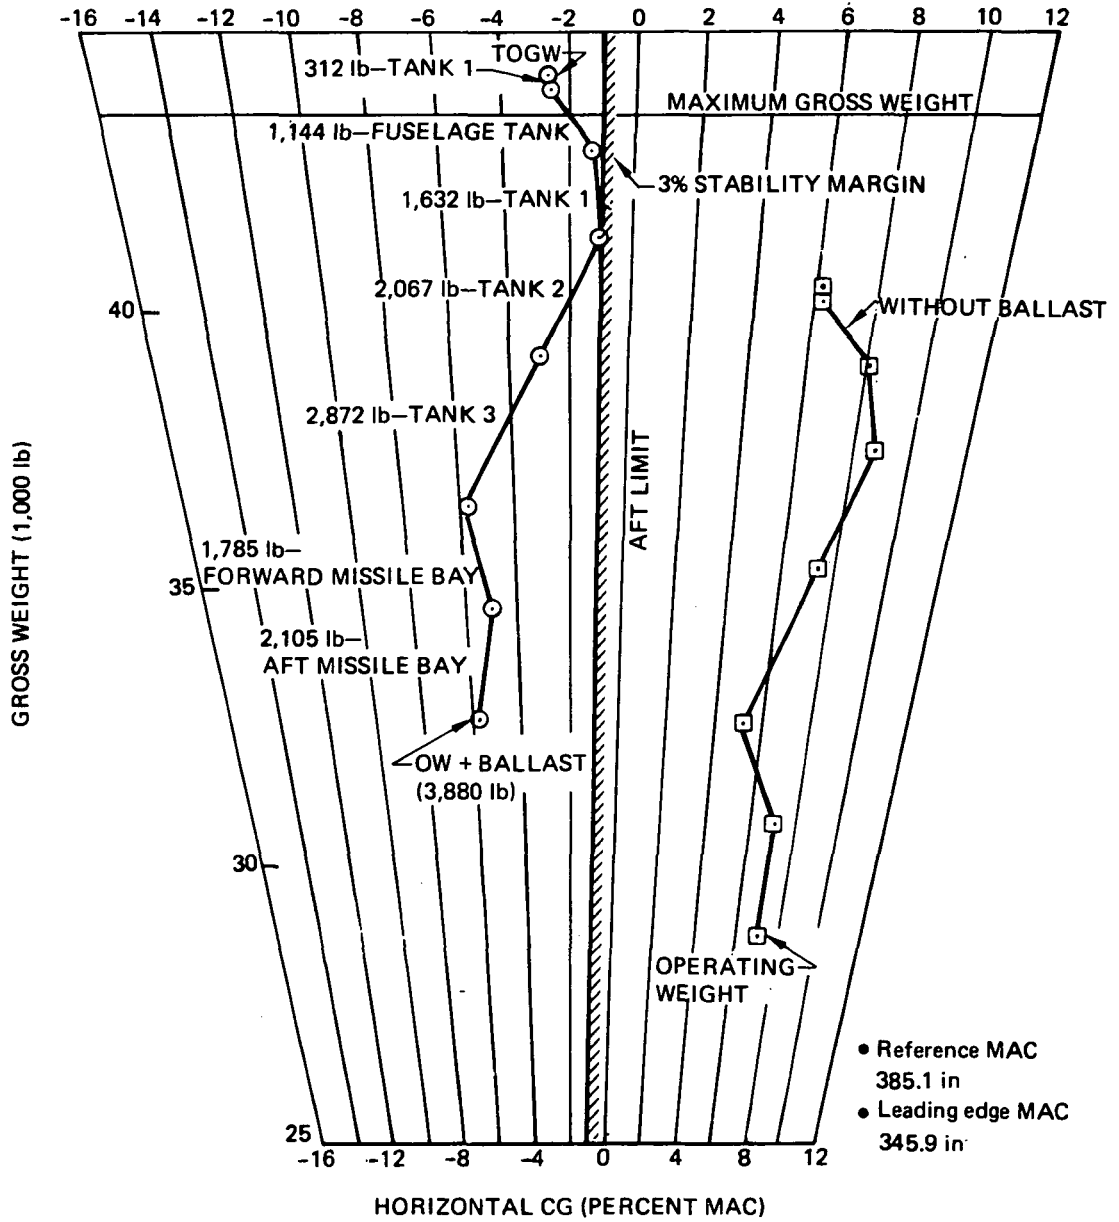 -16 -14 -12 -10 -8 -6 -4 -2 0 2 4 6 8 10 12
TOGW
312 lb—TANK 1
MAXIMUM GROSS WEIGHT
1,144 lb—FUSELAGE TANK
3% STABILITY MARGIN
1,632 lb—TANK 1
2,067 lb—TANK 2
40
WITHOUT BALLAST
2,872 lb—TANK 3
AFT LIMIT
GROSS WEIGHT (1,000 lb)
1,785 lb—
FORWARD MISSILE BAY
35
2,105 lb—
AFT MISSILE BAY
OW + BALLAST
(3,880 lb)
30
OPERATING
WEIGHT
• Reference MAC
385.1 in
• Leading edge MAC
345.9 in
25
-16 -12 -8 -4 0 4 8 12
HORIZONTAL CG (PERCENT MAC)